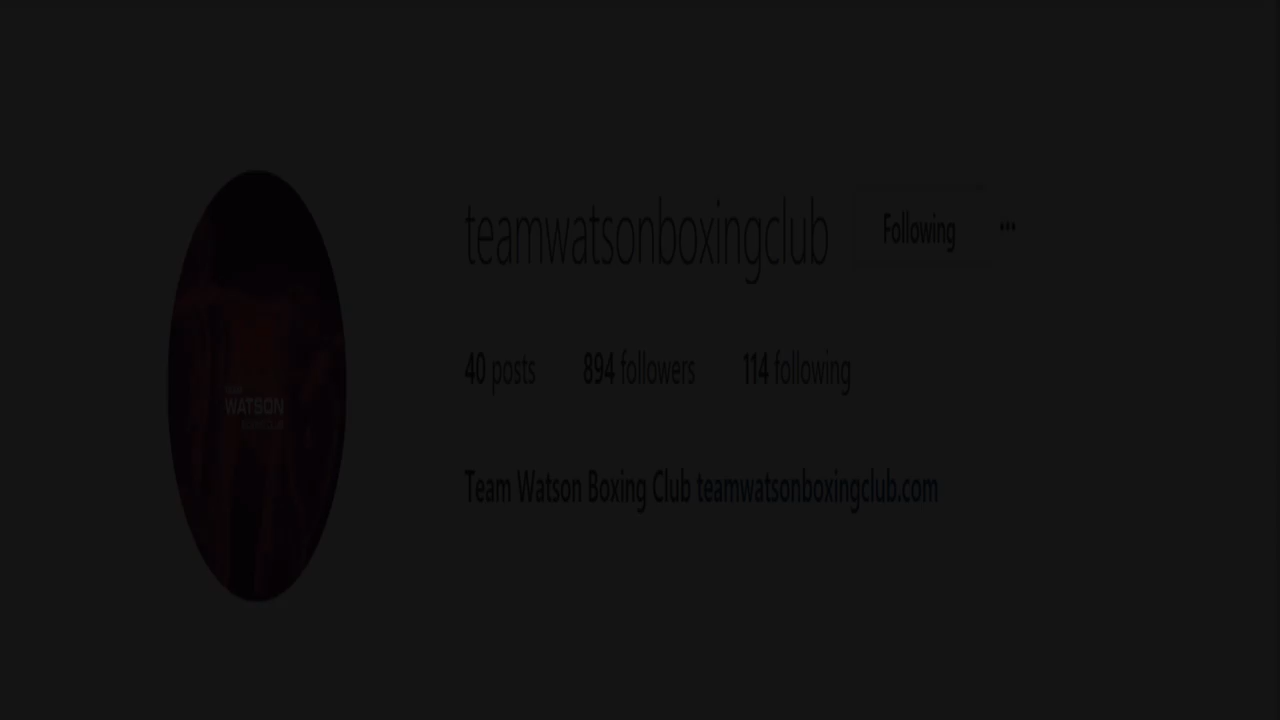 teamwatsonboxingclub Following ...
40 posts 894 followers 114 following
WATSON
Team Watson Boxing Club teamwatsonboxingclub.com